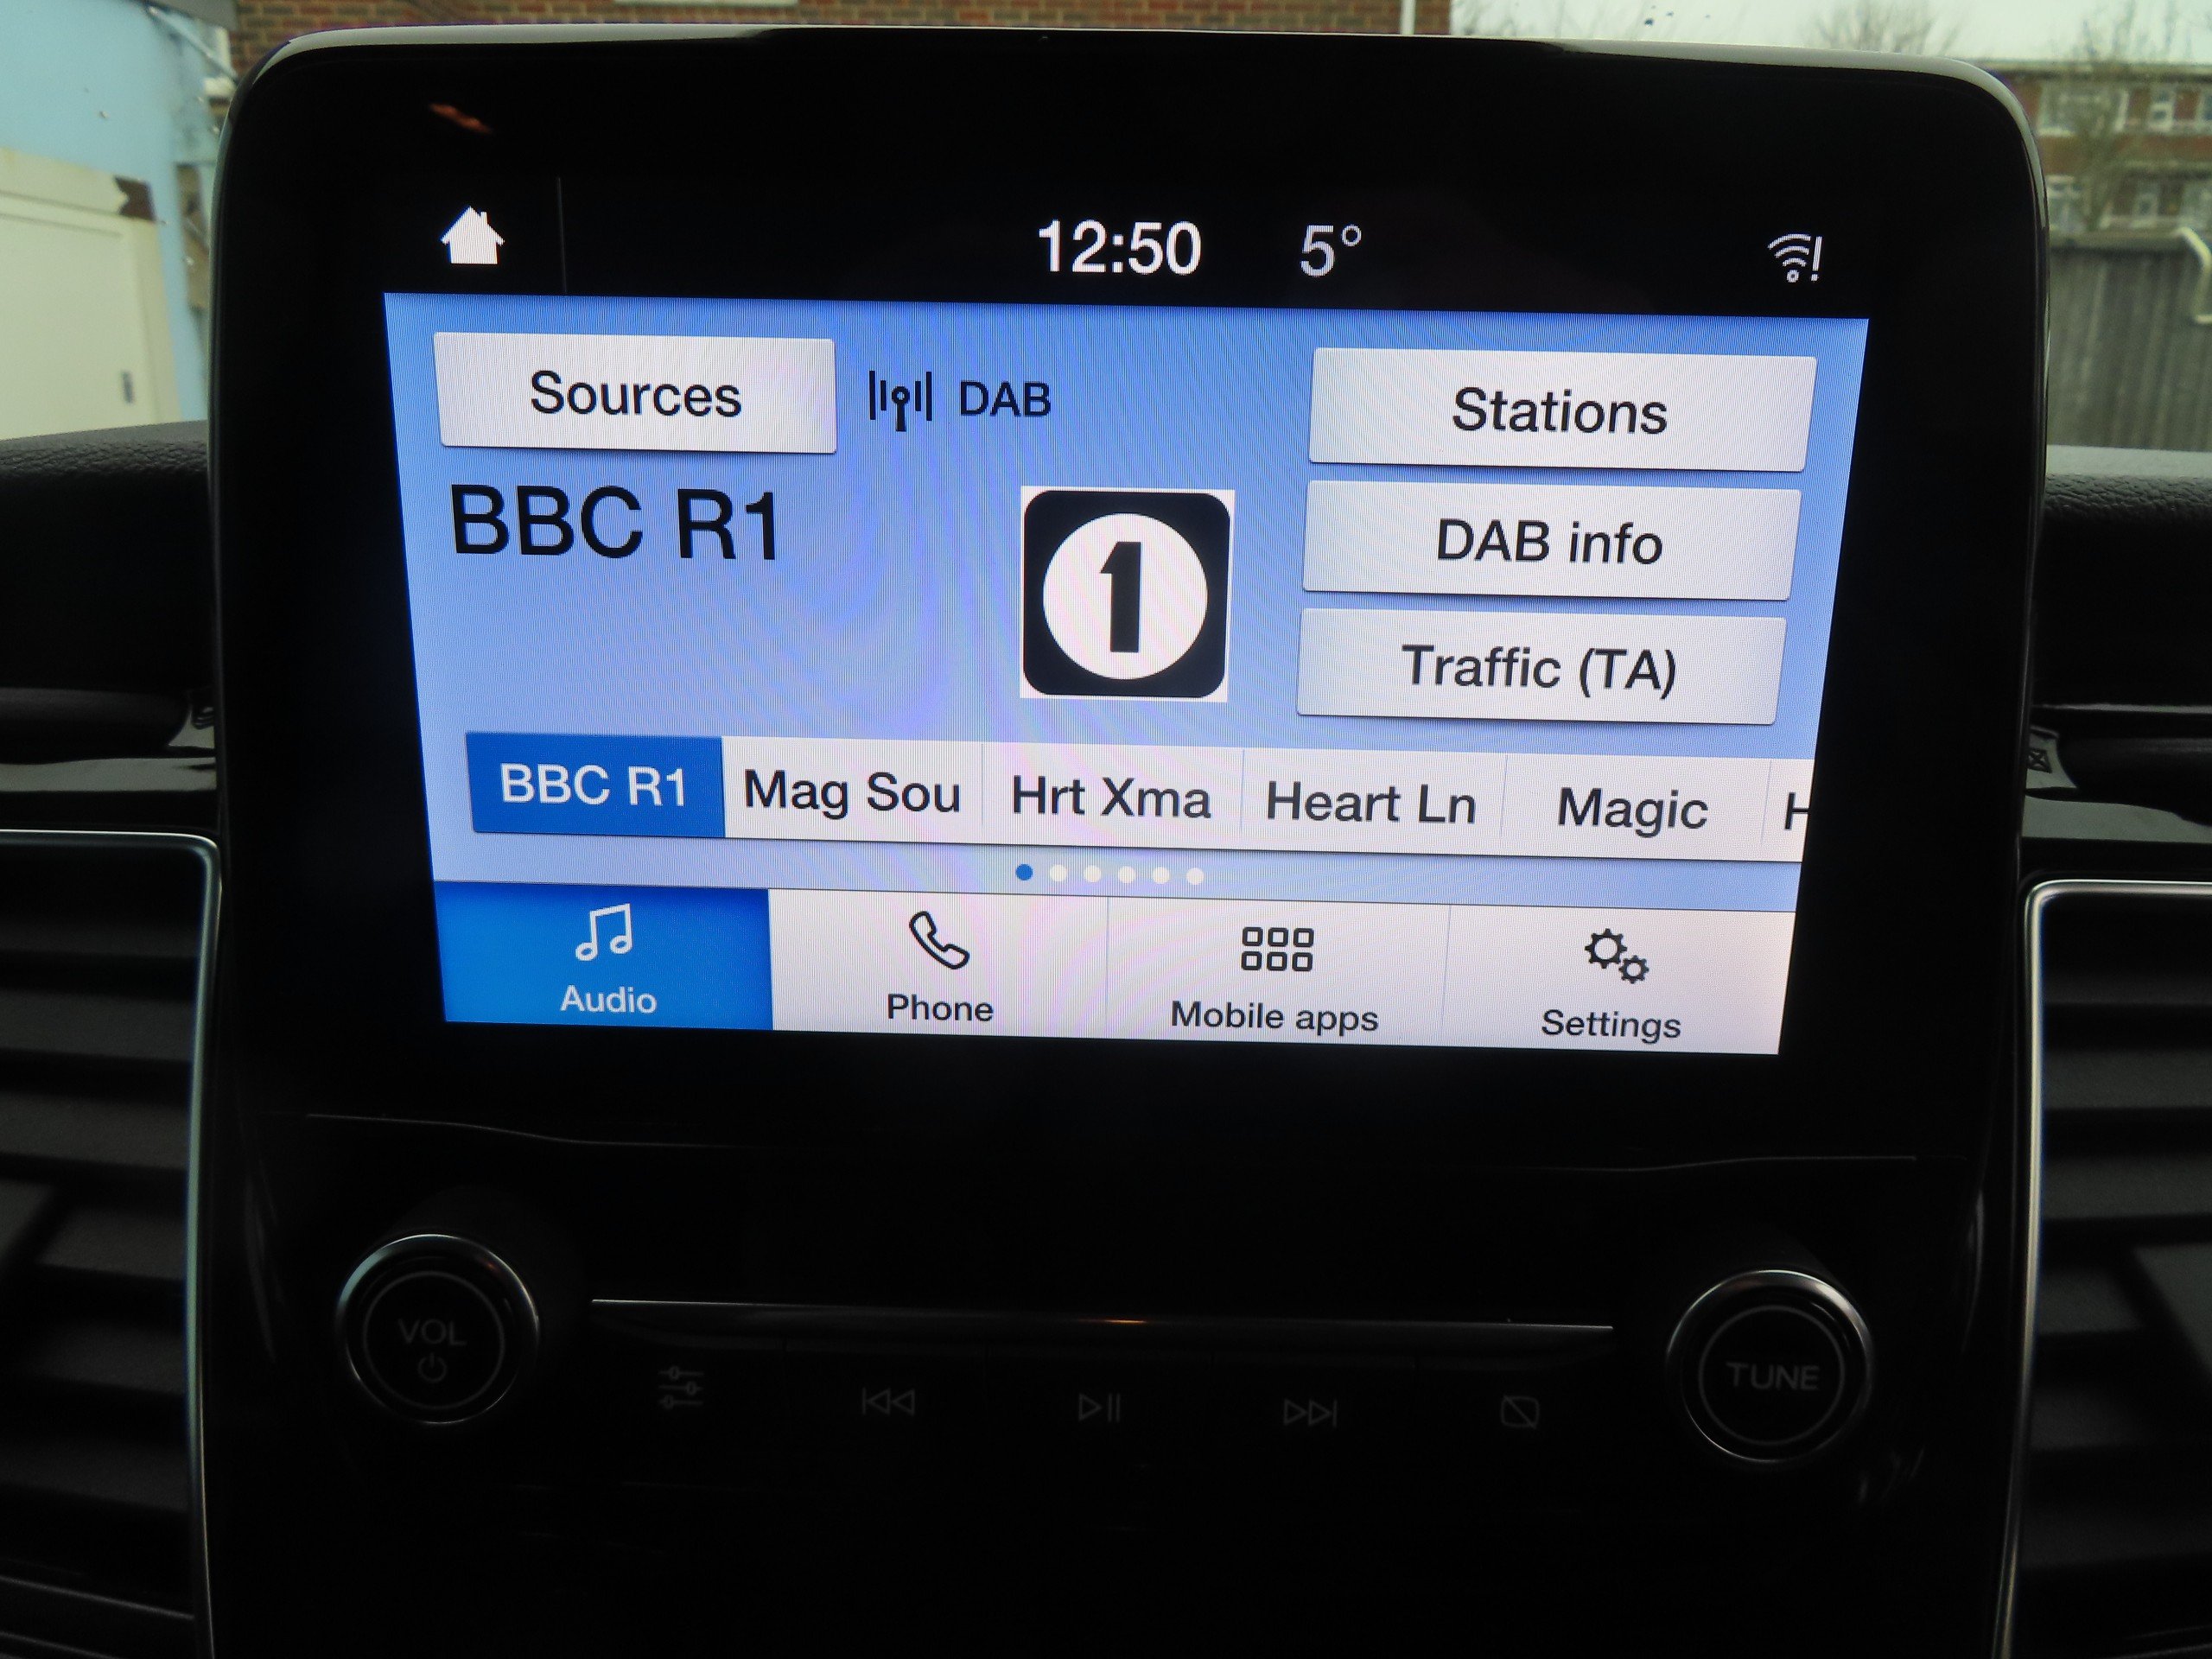 12:50 5°
Sources DAB Stations
BBC R1
1
DAB info
Traffic (TA)
BBC R1 Mag Sou Hrt Xma Heart Ln Magic H
Audio Phone Mobile apps Settings
VOL TUNE